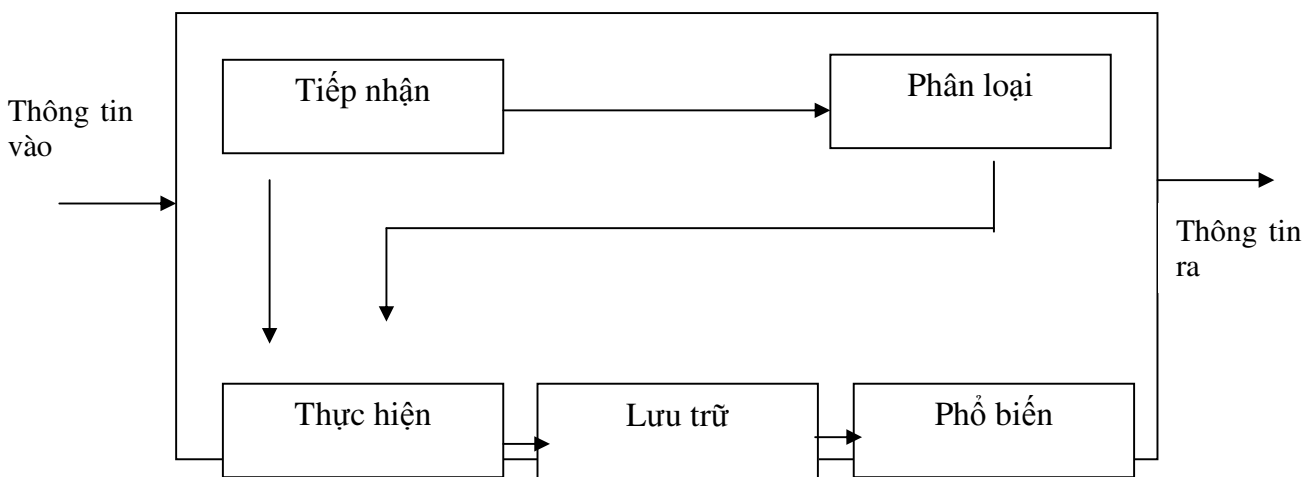 Tiếp nhận
Phân loại
Thông tin
vào
Thông tin
ra
Thực hiện
Lưu trữ
Phổ biến